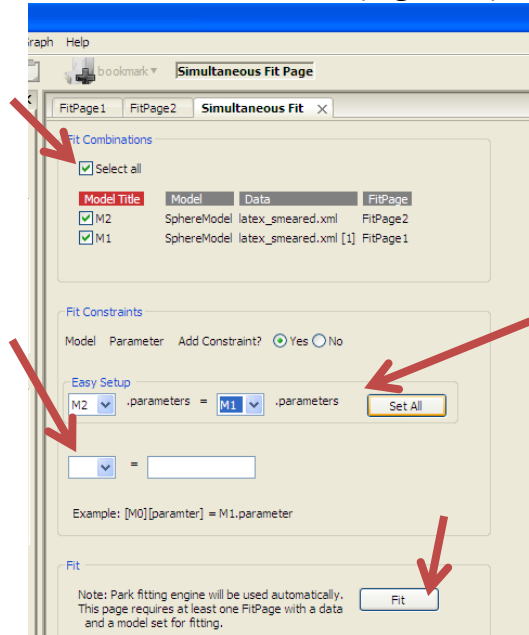 raph Help
bookmark Simultaneous Fit Page
FitPage1 FitPage2 Simultaneous Fit
Fit Combinations
Select all
Model Title Model Data FitPage
M2 SphereModel latex_smeared.xml FitPage2
M1 SphereModel latex_smeared.xml [1] FitPage1
Fit Constraints
Model Parameter Add Constraint? Yes No
Easy Setup
M2 .parameters = M1 .parameters Set All
=
Example: [M0][paramter] = M1.parameter
Fit
Note: Park fitting engine will be used automatically.
This page requires at least one FitPage with a data
and a model set for fitting.
Fit